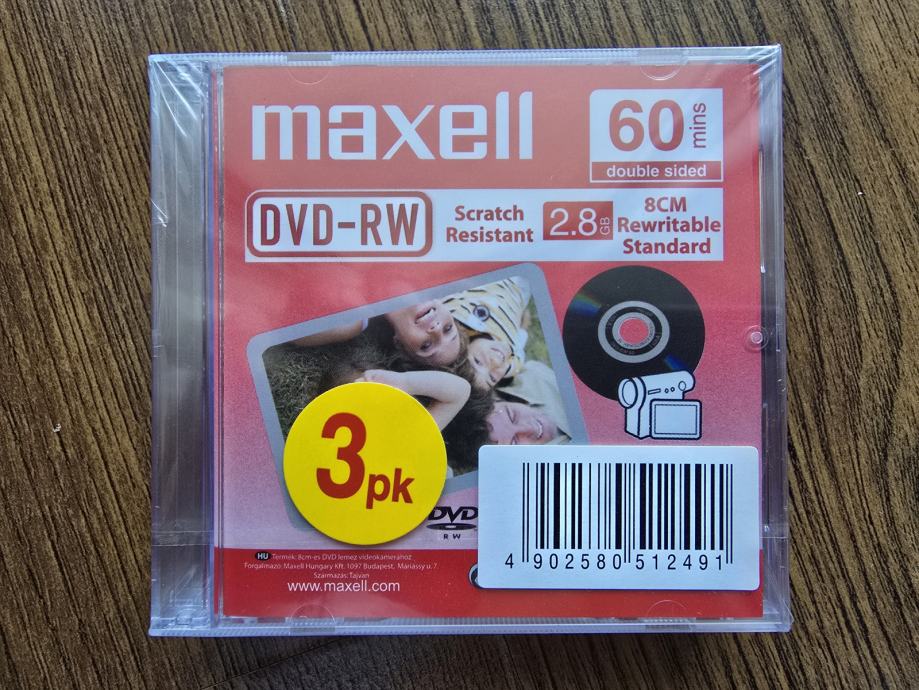 maxell
60 mins
double sided
DVD-RW
Scratch
Resistant
2.8 GB
8CM
Rewritable
Standard
3pk
DVD
RW
4 902580 512491
HU Termék: 8cm-es DVD lemez videokamerához
Forgalmazó: Maxell Hungary Kft. 1097 Budapest, Máriássy u. 7.
Származás: Tajvan
www.maxell.com